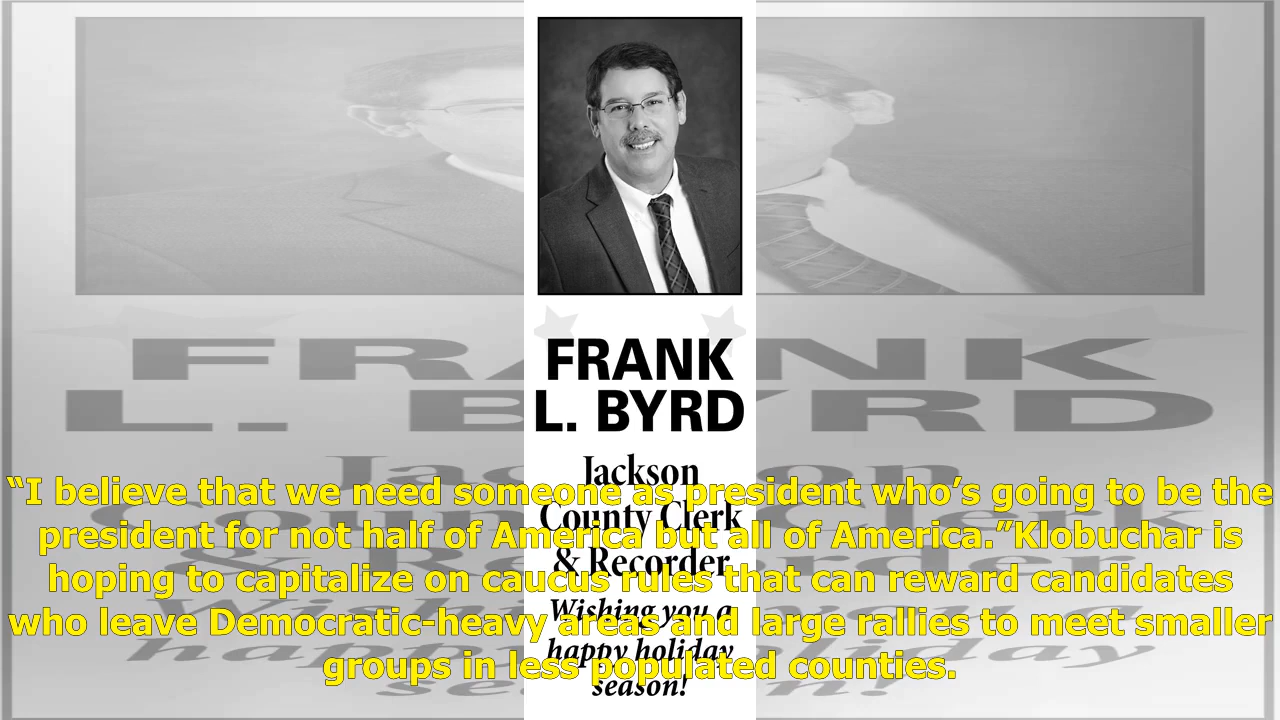 FRANK
L. BYRD
Jackson
County Clerk
& Recorder
Wishing you a
happy holiday
season!
“I believe that we need someone as president who’s going to be the
president for not half of America but all of America.”Klobuchar is
hoping to capitalize on caucus rules that can reward candidates
who leave Democratic-heavy areas and large rallies to meet smaller
groups in less populated counties.